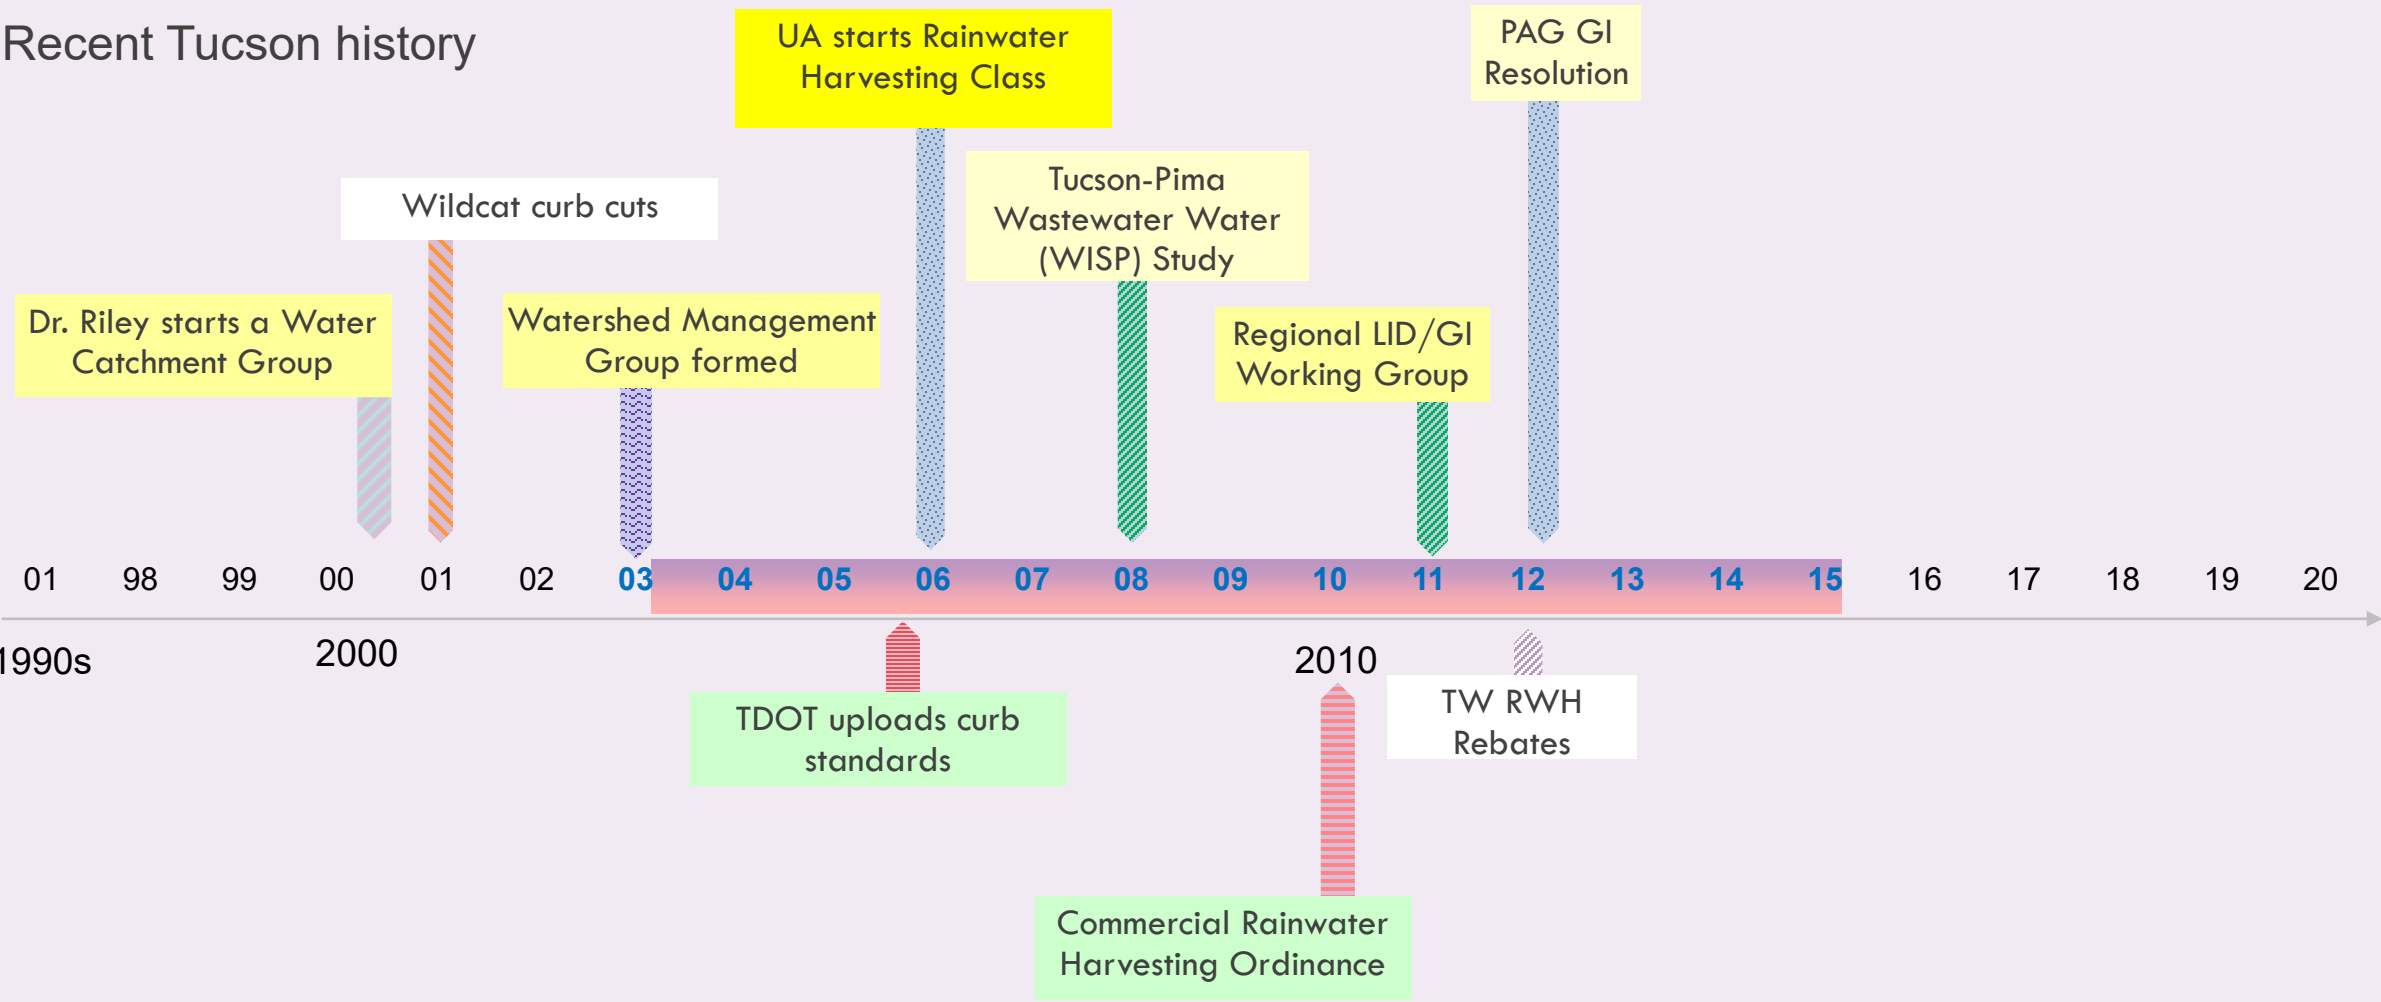 Recent Tucson history
UA starts Rainwater
Harvesting Class
PAG GI
Resolution
Wildcat curb cuts
Tucson-Pima
Wastewater Water
(WISP) Study
Dr. Riley starts a Water
Catchment Group
Watershed Management
Group formed
Regional LID/GI
Working Group
01 98 99 00 01 02 03 04 05 06 07 08 09 10 11 12 13 14 15 16 17 18 19 20
1990s 2000 2010
TDOT uploads curb
standards
TW RWH
Rebates
Commercial Rainwater
Harvesting Ordinance